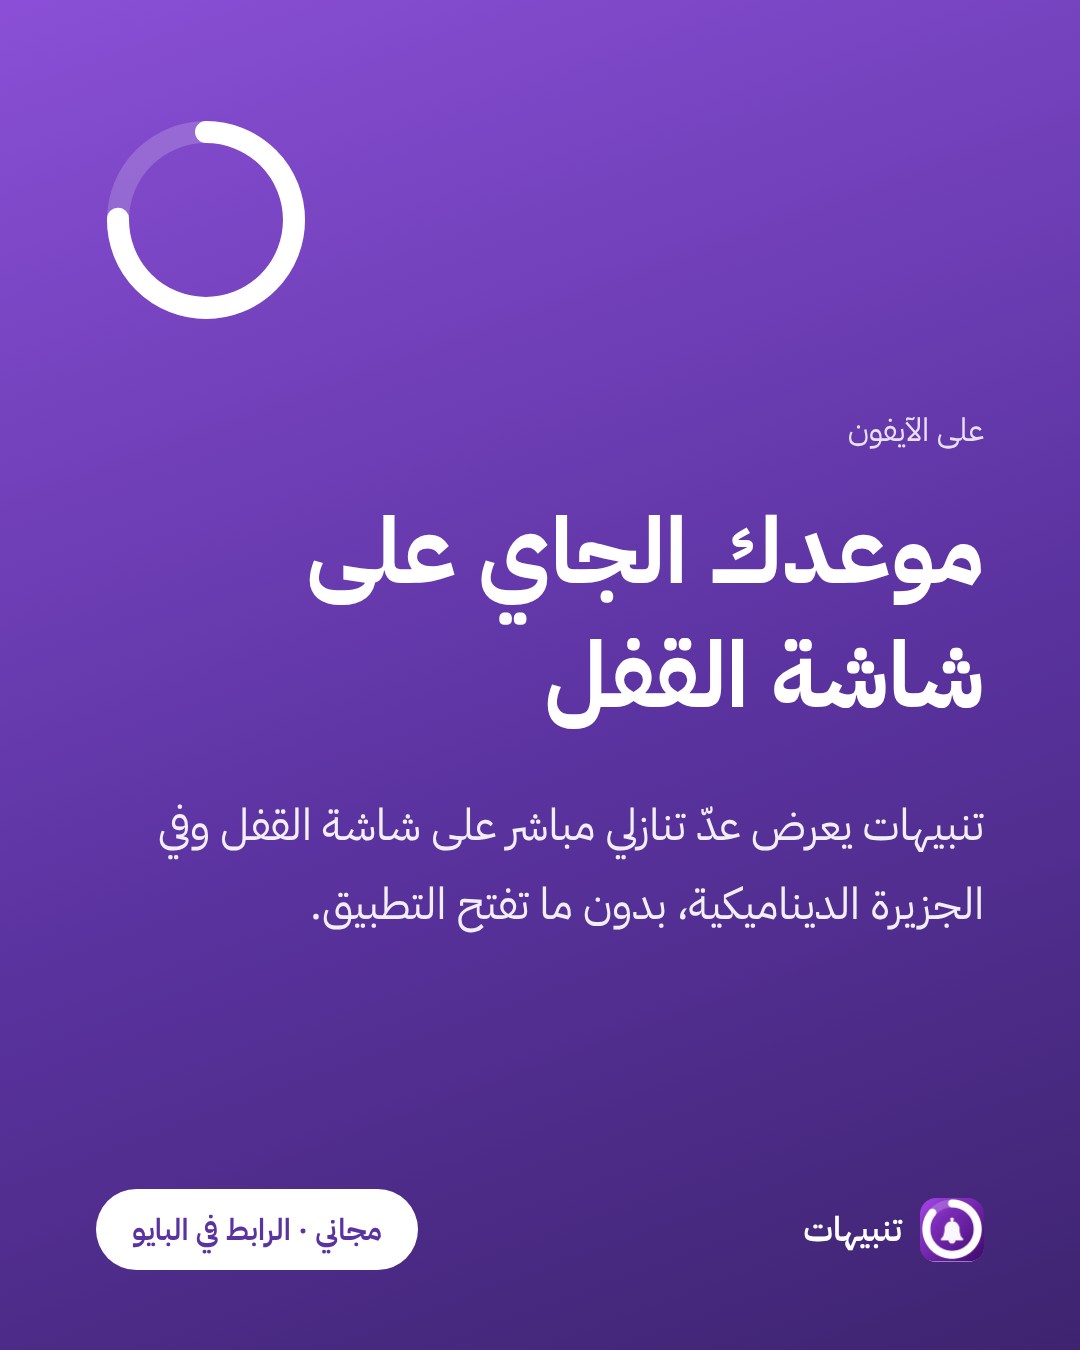 على الآيفون
موعدك الجاي على
شاشة القفل
تنبيهات يعرض عدّ تنازلي مباشر على شاشة القفل وفي
الجزيرة الديناميكية، بدون ما تفتح التطبيق.
تنبيهات
مجاني · الرابط في البايو